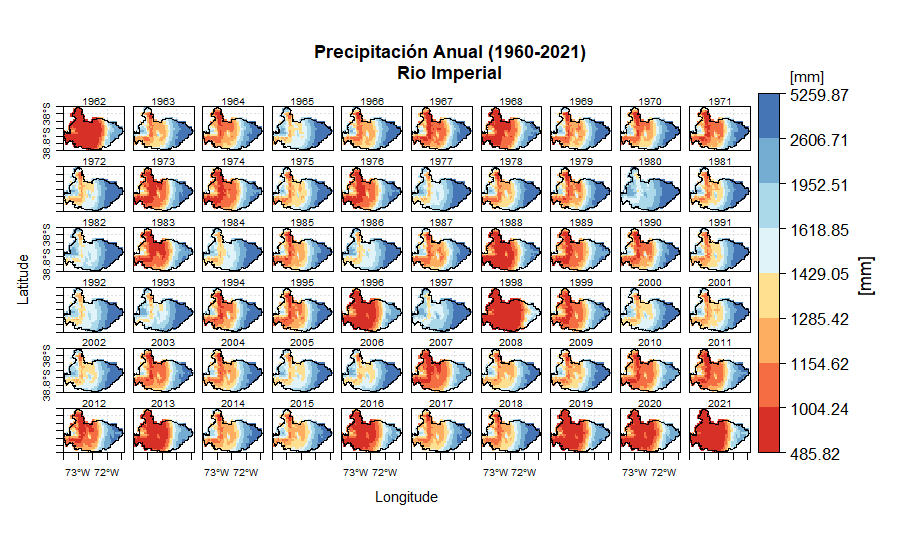 Precipitación Anual (1960-2021)
Rio Imperial
[mm]
1962 1963 1964 1965 1966 1967 1968 1969 1970 1971
1972 1973 1974 1975 1976 1977 1978 1979 1980 1981
1982 1983 1984 1985 1986 1987 1988 1989 1990 1991
1992 1993 1994 1995 1996 1997 1998 1999 2000 2001
2002 2003 2004 2005 2006 2007 2008 2009 2010 2011
2012 2013 2014 2015 2016 2017 2018 2019 2020 2021
38.8°S 38°S
38.8°S 38°S
38.8°S 38°S
Latitude
73°W 72°W 73°W 72°W 73°W 72°W 73°W 72°W 73°W 72°W
Longitude
5259.87
2606.71
1952.51
1618.85
1429.05
1285.42
1154.62
1004.24
485.82
[mm]